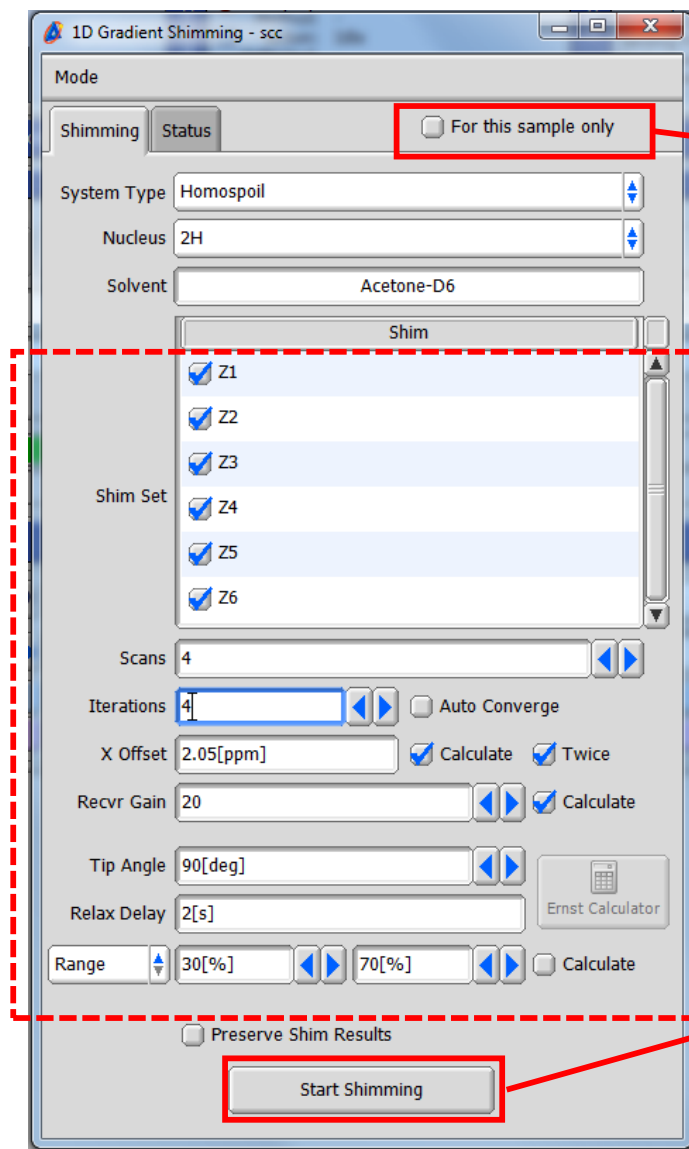 1D Gradient Shimming - scc
Mode
Shimming Status For this sample only
System Type Homospoil
Nucleus 2H
Solvent Acetone-D6
Shim
Shim Set
Z1
Z2
Z3
Z4
Z5
Z6
Scans 4
Iterations 4 Auto Converge
X Offset 2.05[ppm] Calculate Twice
Recvr Gain 20 Calculate
Tip Angle 90[deg]
Relax Delay 2[s] Ernst Calculator
Range 30[%] 70[%] Calculate
Preserve Shim Results
Start Shimming